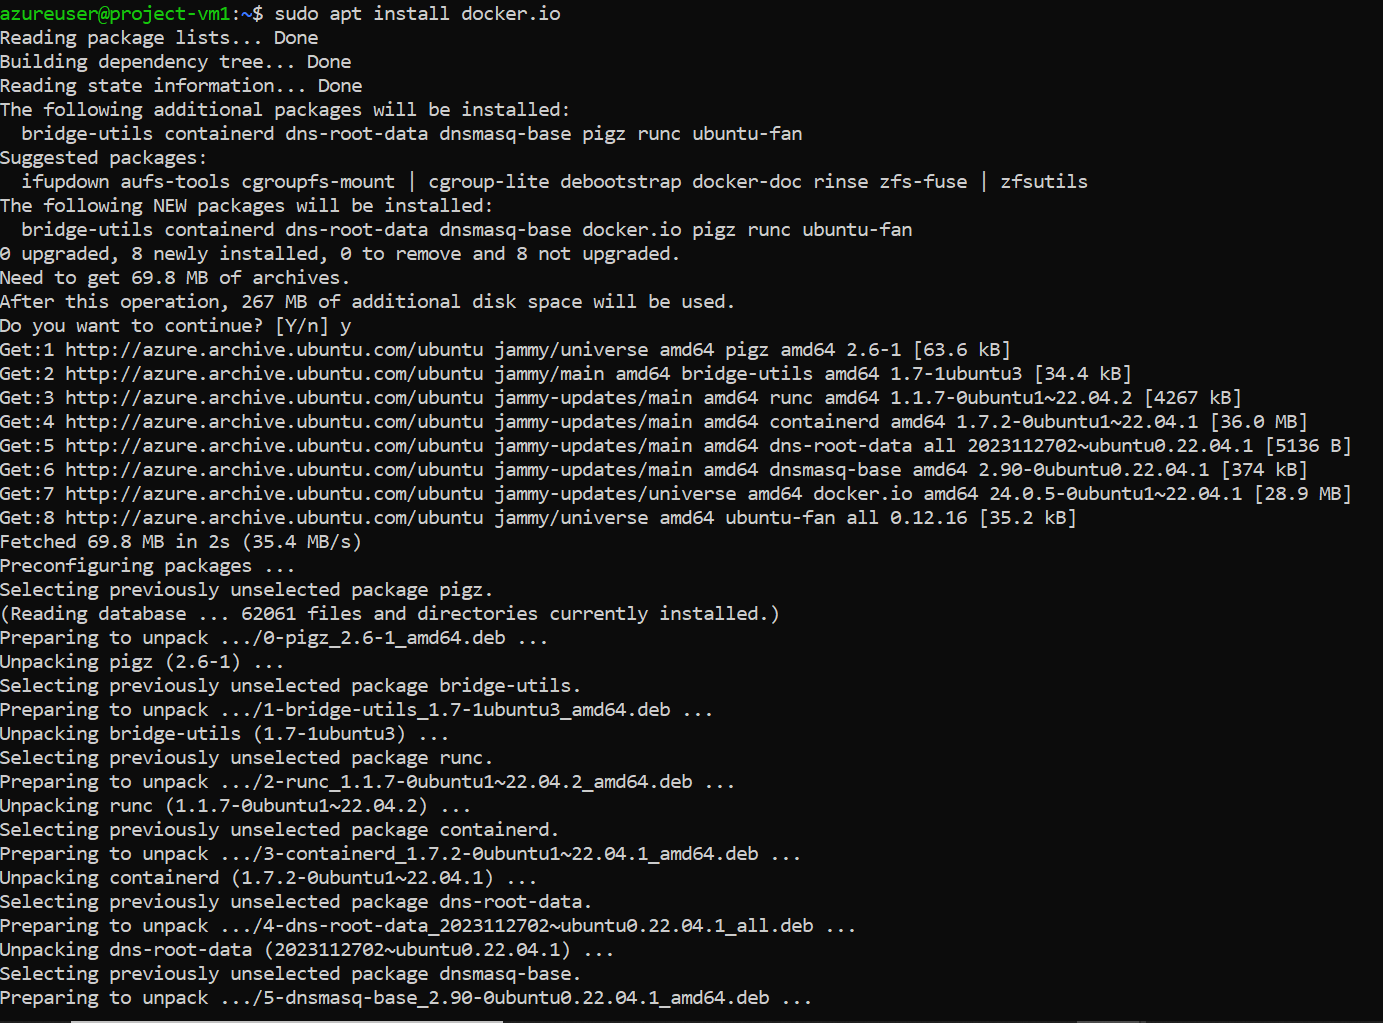 azureuser@project-vm1:~$ sudo apt install docker.io
Reading package lists... Done
Building dependency tree... Done
Reading state information... Done
The following additional packages will be installed:
  bridge-utils containerd dns-root-data dnsmasq-base pigz runc ubuntu-fan
Suggested packages:
  ifupdown aufs-tools cgroupfs-mount | cgroup-lite debootstrap docker-doc rinse zfs-fuse | zfsutils
The following NEW packages will be installed:
  bridge-utils containerd dns-root-data dnsmasq-base docker.io pigz runc ubuntu-fan
0 upgraded, 8 newly installed, 0 to remove and 8 not upgraded.
Need to get 69.8 MB of archives.
After this operation, 267 MB of additional disk space will be used.
Do you want to continue? [Y/n] y
Get:1 http://azure.archive.ubuntu.com/ubuntu jammy/universe amd64 pigz amd64 2.6-1 [63.6 kB]
Get:2 http://azure.archive.ubuntu.com/ubuntu jammy/main amd64 bridge-utils amd64 1.7-1ubuntu3 [34.4 kB]
Get:3 http://azure.archive.ubuntu.com/ubuntu jammy-updates/main amd64 runc amd64 1.1.7-0ubuntu1~22.04.2 [4267 kB]
Get:4 http://azure.archive.ubuntu.com/ubuntu jammy-updates/main amd64 containerd amd64 1.7.2-0ubuntu1~22.04.1 [36.0 MB]
Get:5 http://azure.archive.ubuntu.com/ubuntu jammy-updates/main amd64 dns-root-data all 2023112702~ubuntu0.22.04.1 [5136 B]
Get:6 http://azure.archive.ubuntu.com/ubuntu jammy-updates/main amd64 dnsmasq-base amd64 2.90-0ubuntu0.22.04.1 [374 kB]
Get:7 http://azure.archive.ubuntu.com/ubuntu jammy-updates/universe amd64 docker.io amd64 24.0.5-0ubuntu1~22.04.1 [28.9 MB]
Get:8 http://azure.archive.ubuntu.com/ubuntu jammy/universe amd64 ubuntu-fan all 0.12.16 [35.2 kB]
Fetched 69.8 MB in 2s (35.4 MB/s)
Preconfiguring packages ...
Selecting previously unselected package pigz.
(Reading database ... 62061 files and directories currently installed.)
Preparing to unpack .../0-pigz_2.6-1_amd64.deb ...
Unpacking pigz (2.6-1) ...
Selecting previously unselected package bridge-utils.
Preparing to unpack .../1-bridge-utils_1.7-1ubuntu3_amd64.deb ...
Unpacking bridge-utils (1.7-1ubuntu3) ...
Selecting previously unselected package runc.
Preparing to unpack .../2-runc_1.1.7-0ubuntu1~22.04.2_amd64.deb ...
Unpacking runc (1.1.7-0ubuntu1~22.04.2) ...
Selecting previously unselected package containerd.
Preparing to unpack .../3-containerd_1.7.2-0ubuntu1~22.04.1_amd64.deb ...
Unpacking containerd (1.7.2-0ubuntu1~22.04.1) ...
Selecting previously unselected package dns-root-data.
Preparing to unpack .../4-dns-root-data_2023112702~ubuntu0.22.04.1_all.deb ...
Unpacking dns-root-data (2023112702~ubuntu0.22.04.1) ...
Selecting previously unselected package dnsmasq-base.
Preparing to unpack .../5-dnsmasq-base_2.90-0ubuntu0.22.04.1_amd64.deb ...